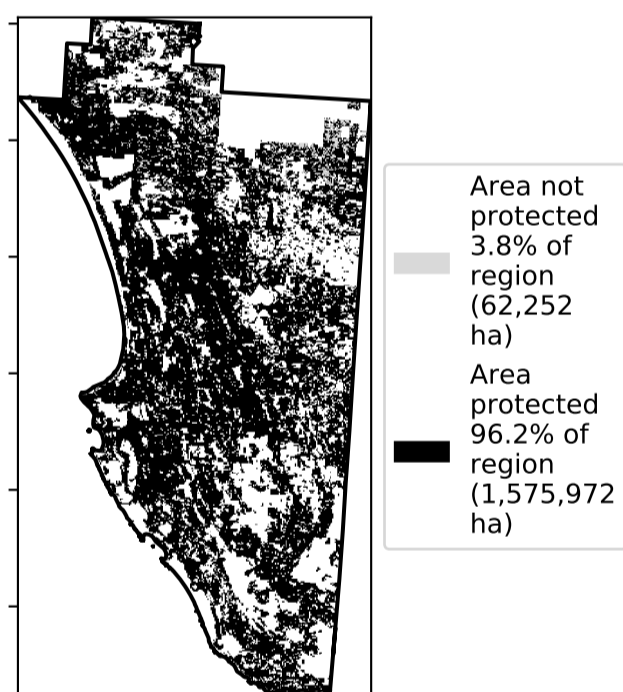 Area not
protected
3.8% of
region
(62,252
ha)
Area
protected
96.2% of
region
(1,575,972
ha)